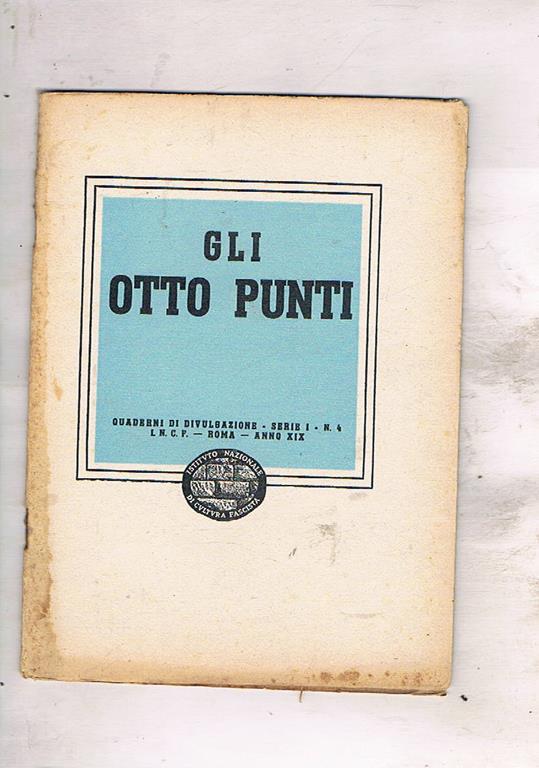 GLI
OTTO PUNTI
QUADERNI DI DIVULGAZIONE - SERIE I - N. 4
I. N. C. F. — ROMA — ANNO XIX
ISTITVTO NAZIONALE
DI CVLTVRA FASCISTA